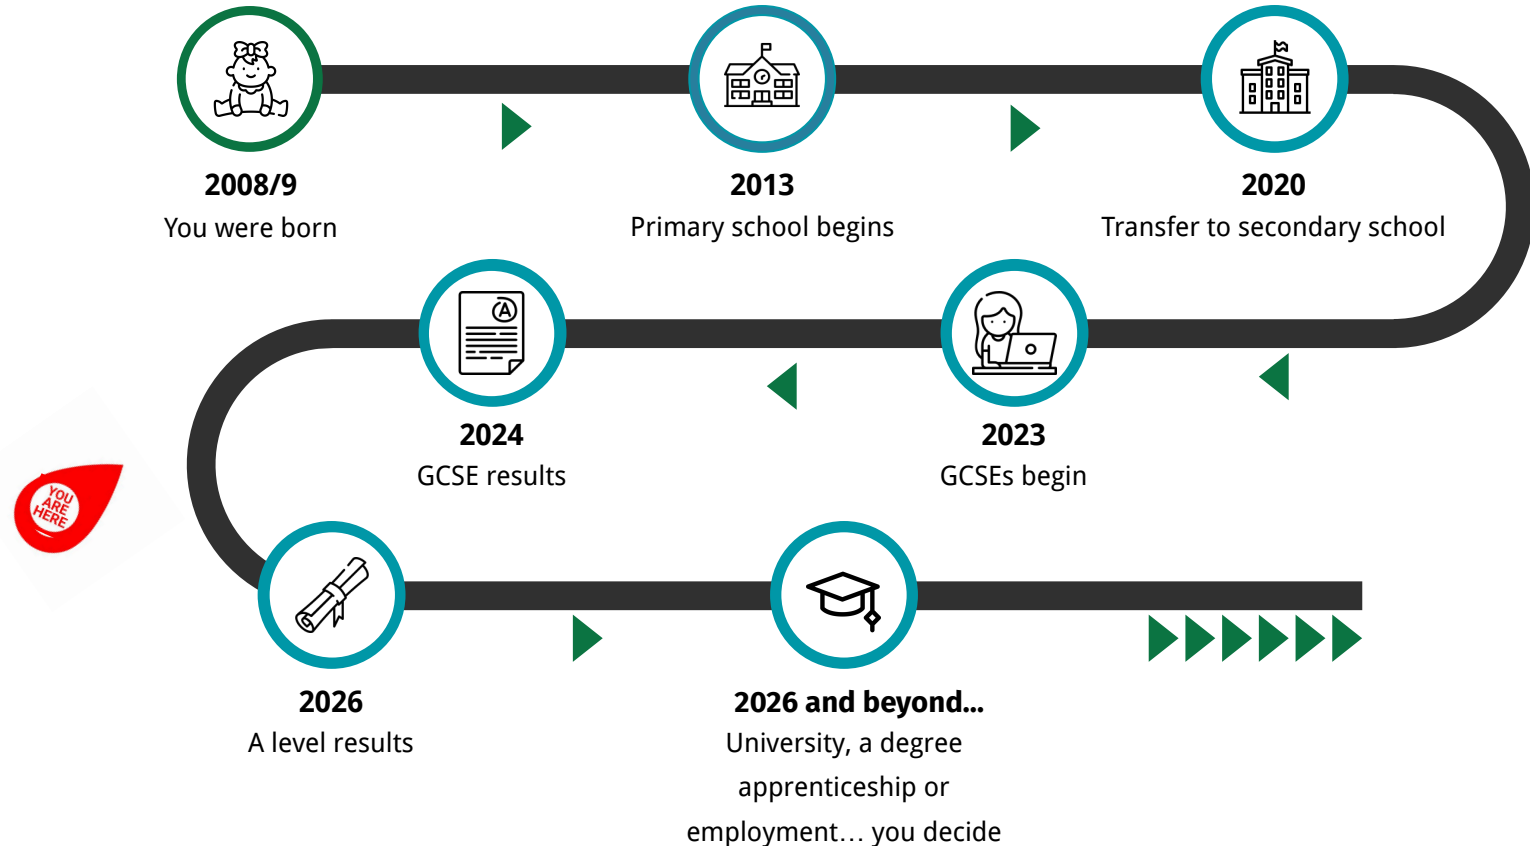 2008/9
You were born
2013
Primary school begins
2020
Transfer to secondary school
2023
GCSEs begin
2024
GCSE results
A
YOU
ARE
HERE
2026
A level results
2026 and beyond...
University, a degree
apprenticeship or
employment... you decide